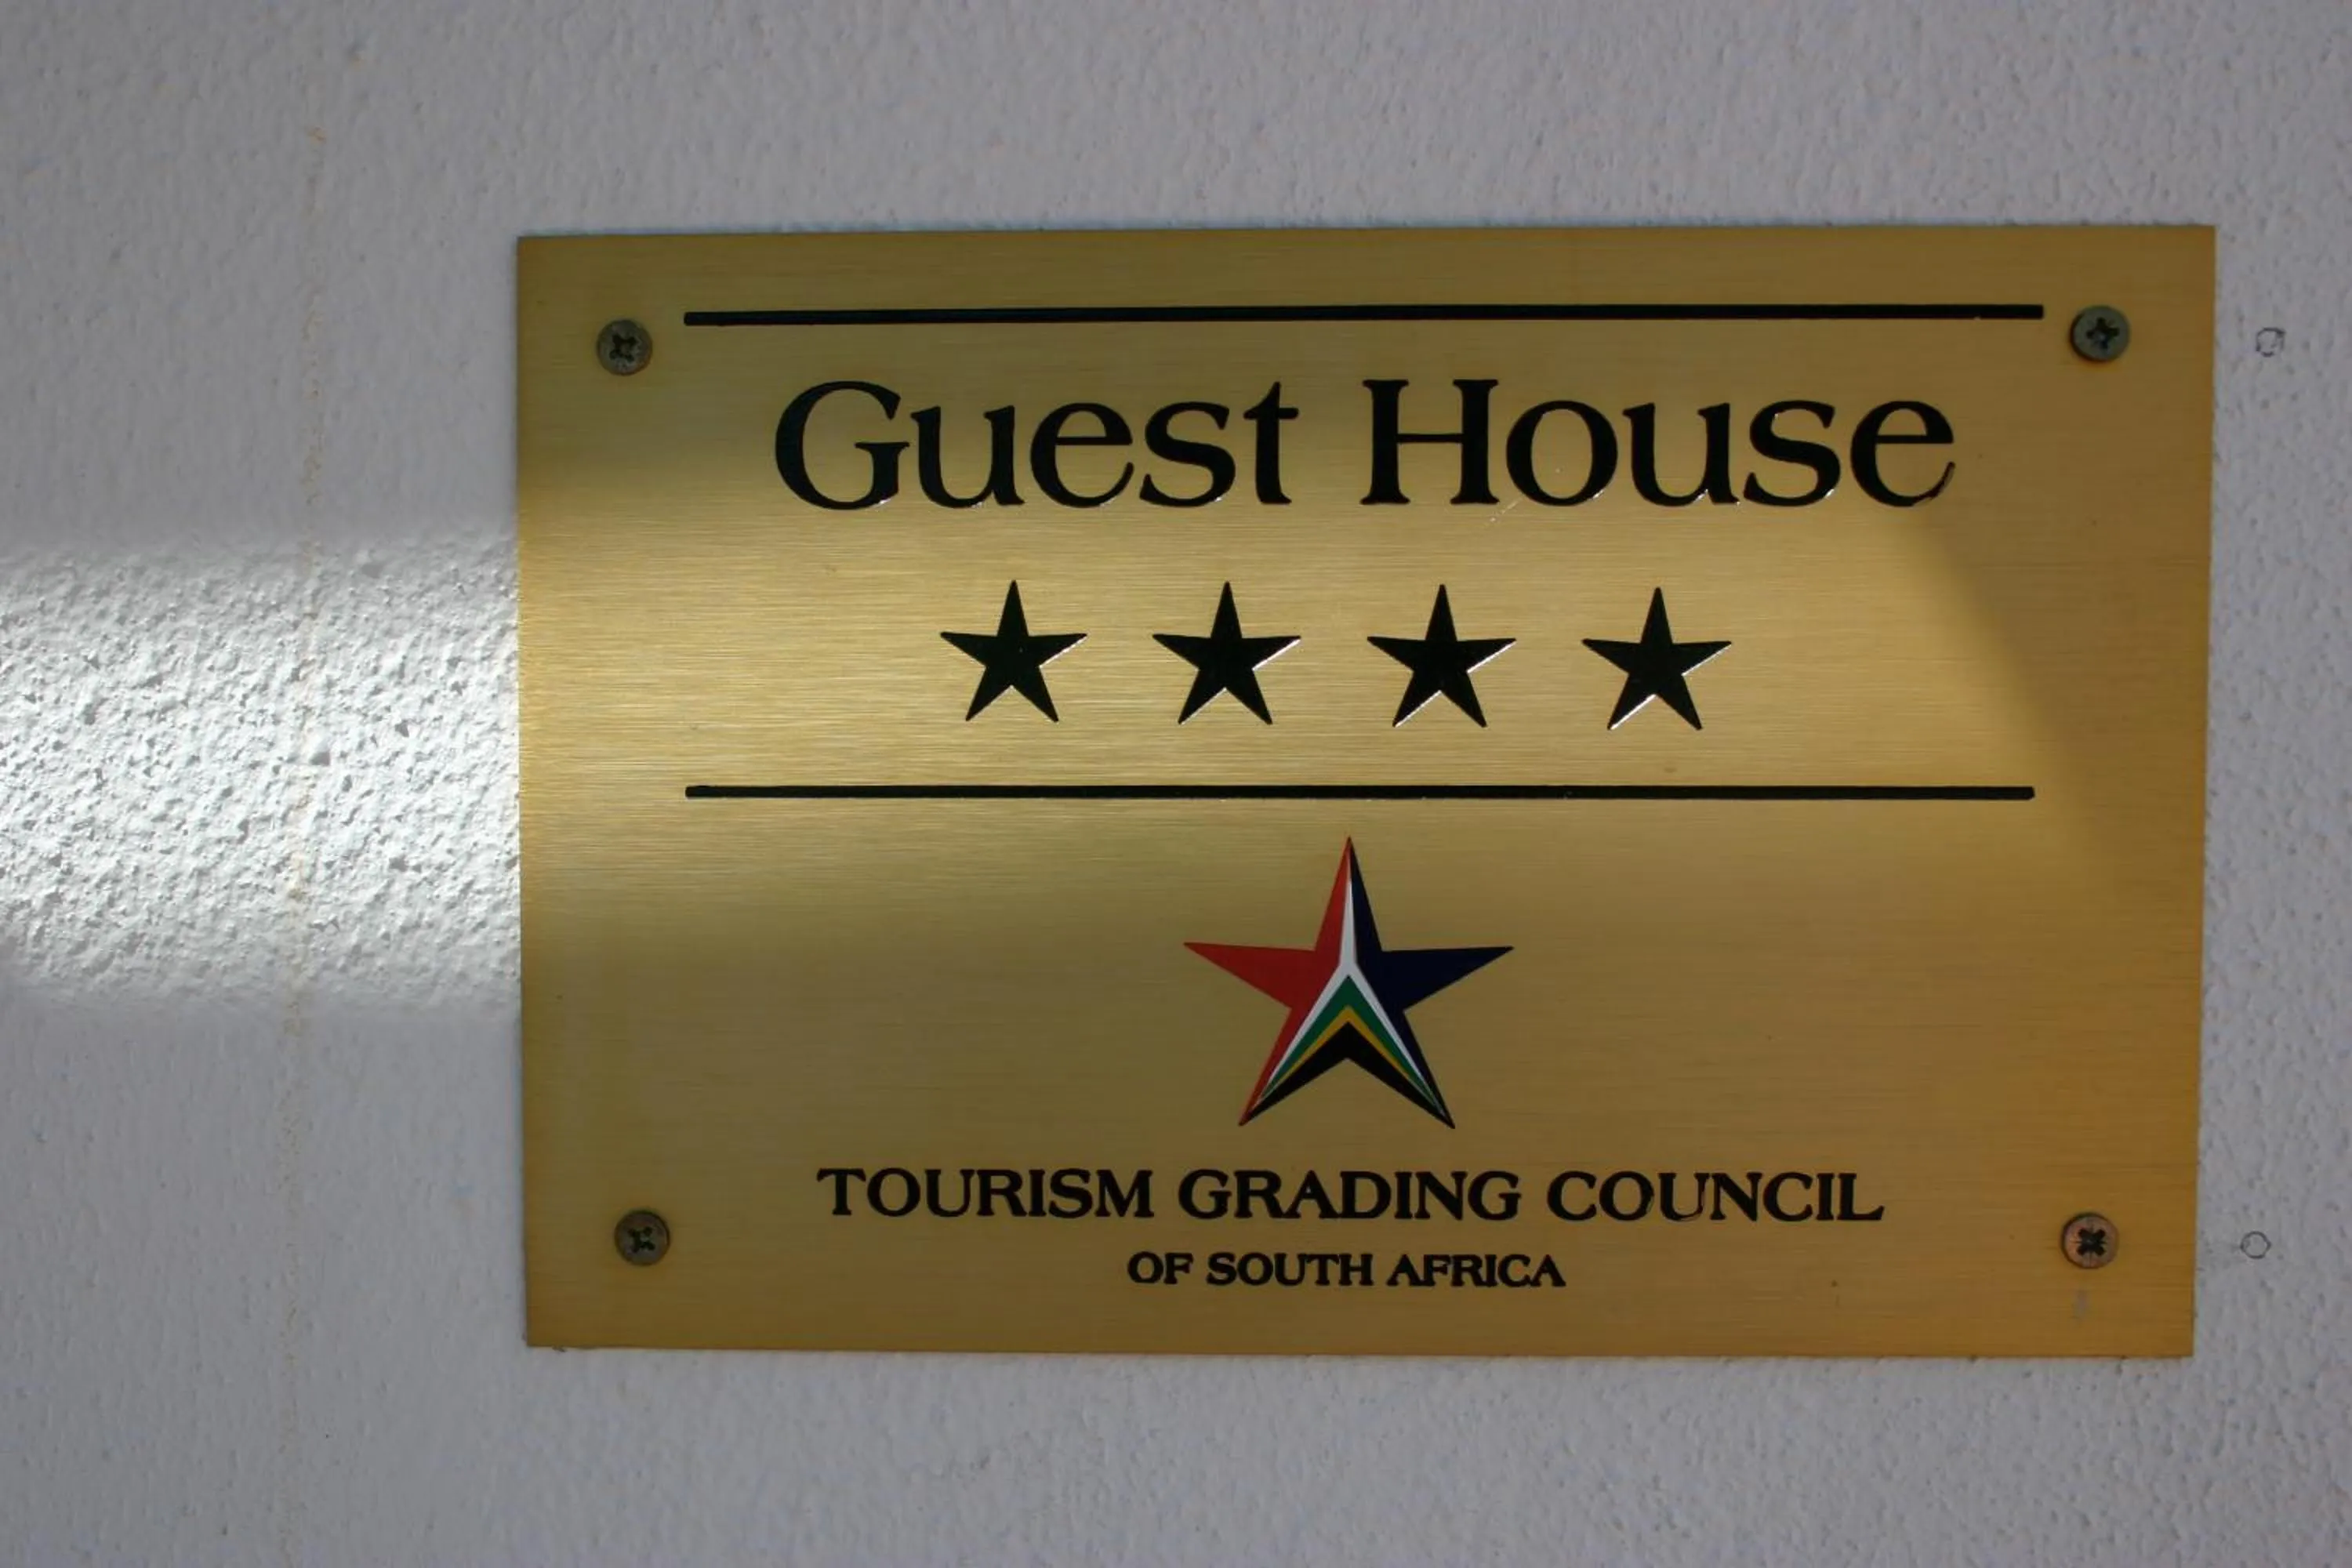 Guest House
TOURISM GRADING COUNCIL
OF SOUTH AFRICA